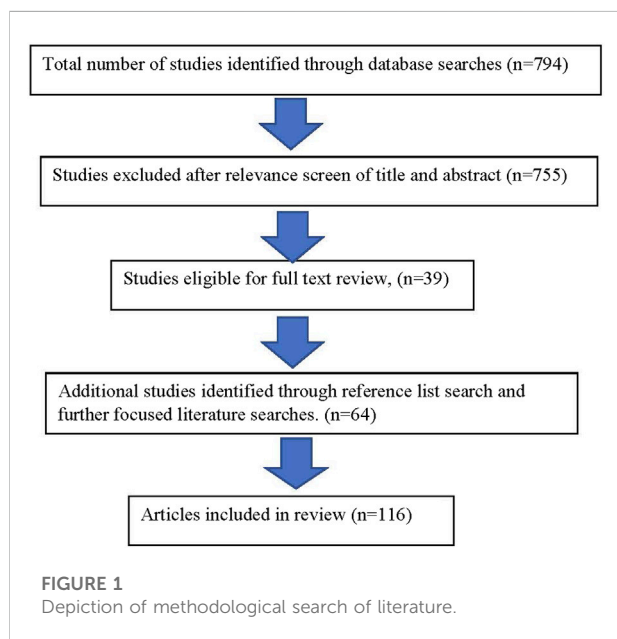 Total number of studies identified through database searches (n=794)
Studies excluded after relevance screen of title and abstract (n=755)
Studies eligible for full text review, (n=39)
Additional studies identified through reference list search and
further focused literature searches. (n=64)
Articles included in review (n=116)
FIGURE 1
Depiction of methodological search of literature.